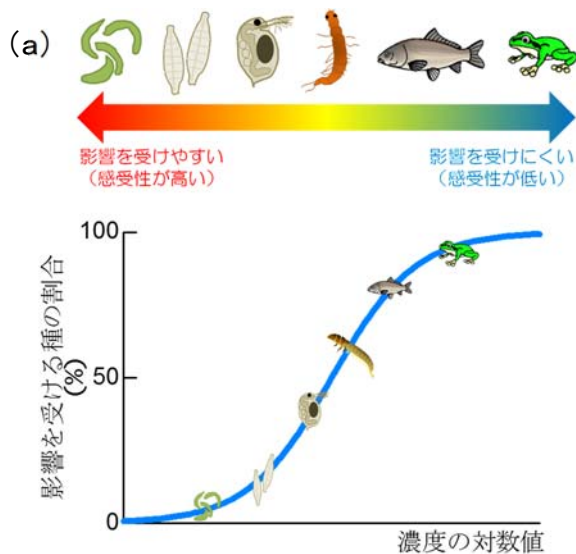 (a)
影響を受けやすい
(感受性が高い)
影響を受けにくい
(感受性が低い)
影響を受ける種の割合
(%)
100
50
0
濃度の対数値